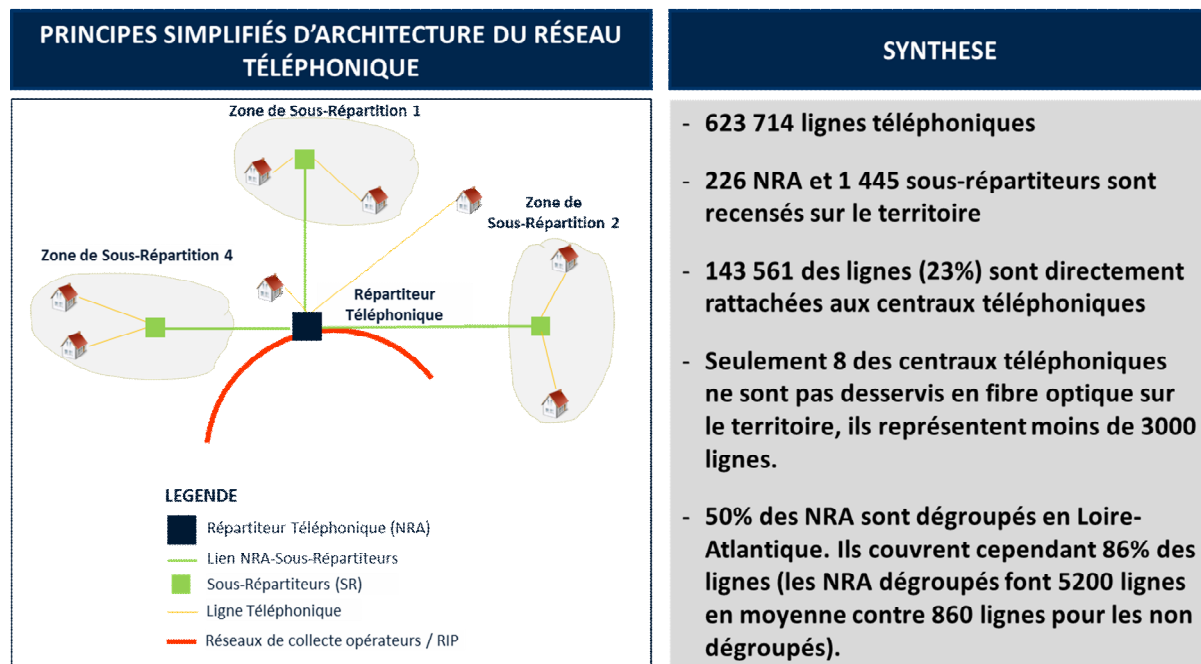 PRINCIPES SIMPLIFIÉS D'ARCHITECTURE DU RÉSEAU
TÉLÉPHONIQUE
Zone de Sous-Répartition 1
Zone de
Sous-Répartition 2
Zone de Sous-Répartition 4
Répartiteur
Téléphonique
LEGENDE
Répartiteur Téléphonique (NRA)
Lien NRA-Sous-Répartiteurs
Sous-Répartiteurs (SR)
Ligne Téléphonique
Réseaux de collecte opérateurs / RIP
SYNTHESE
- 623 714 lignes téléphoniques
- 226 NRA et 1 445 sous-répartiteurs sont
recensés sur le territoire
- 143 561 des lignes (23%) sont directement
rattachées aux centraux téléphoniques
- Seulement 8 des centraux téléphoniques
ne sont pas desservis en fibre optique sur
le territoire, ils représentent moins de 3000
lignes.
- 50% des NRA sont dégroupés en Loire-
Atlantique. Ils couvrent cependant 86% des
lignes (les NRA dégroupés font 5200 lignes
en moyenne contre 860 lignes pour les non
dégroupés).